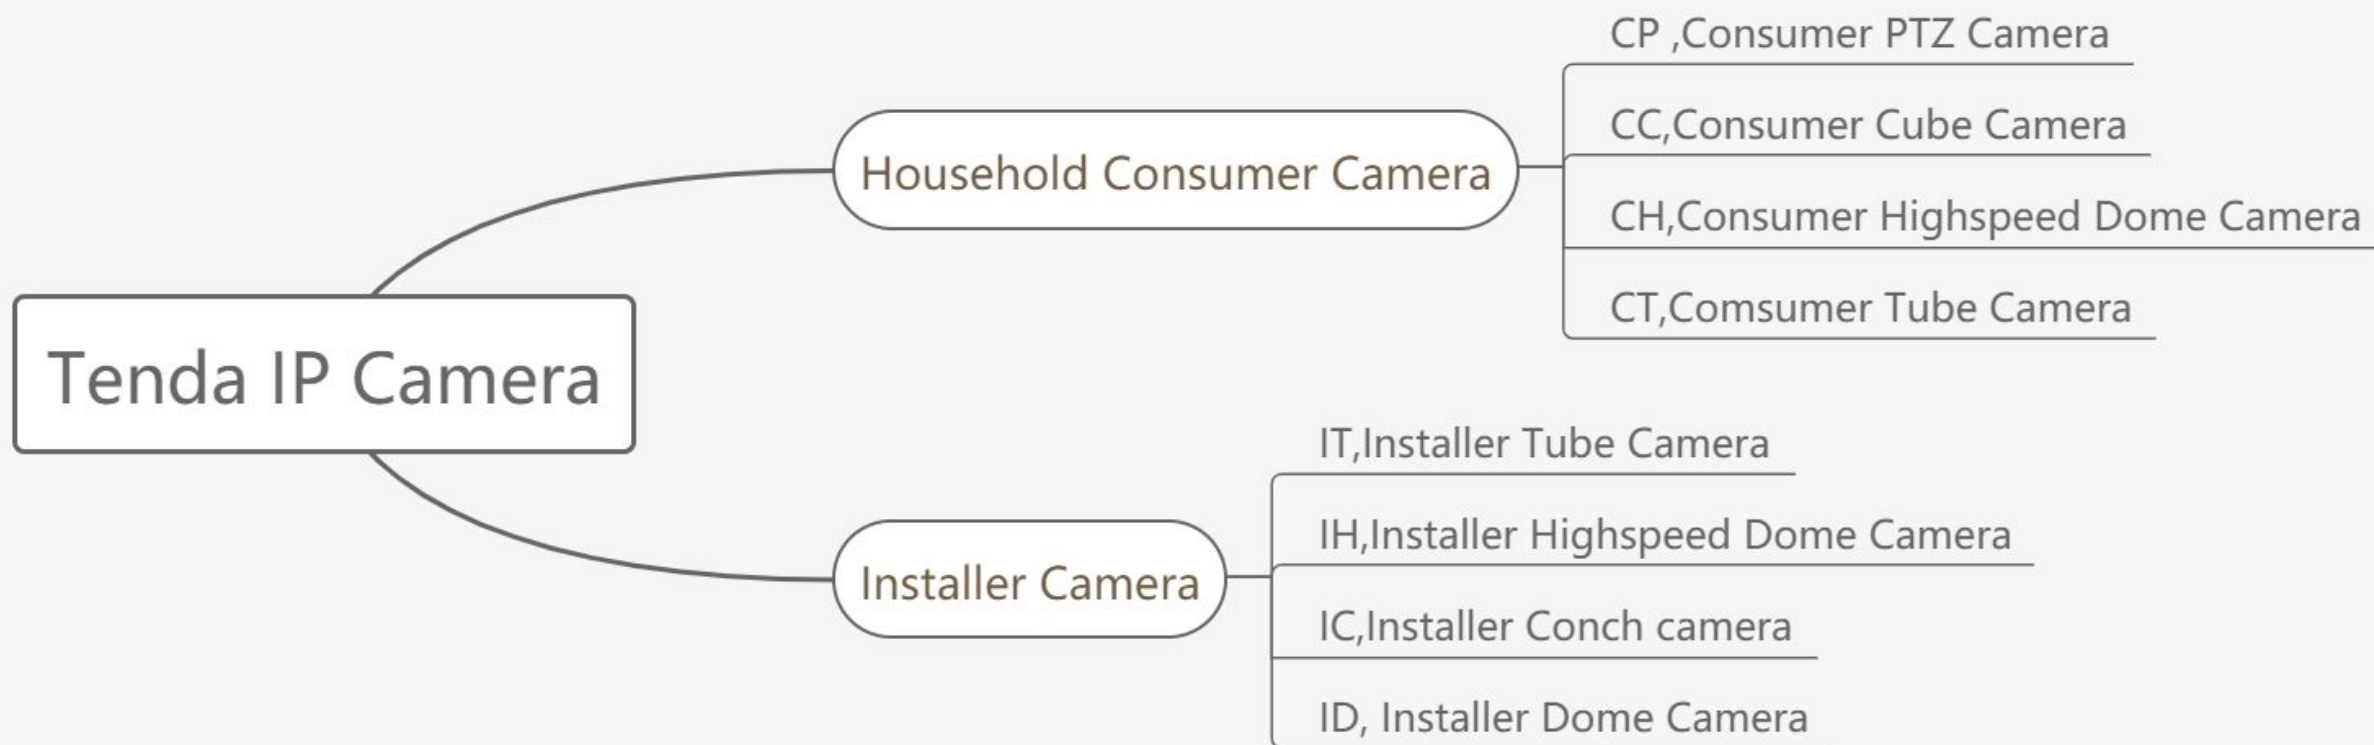 CP ,Consumer PTZ Camera
CC,Consumer Cube Camera
Household Consumer Camera
CH,Consumer Highspeed Dome Camera
CT,Comsumer Tube Camera
Tenda IP Camera
IT,Installer Tube Camera
IH,Installer Highspeed Dome Camera
Installer Camera
IC,Installer Conch camera
ID, Installer Dome Camera